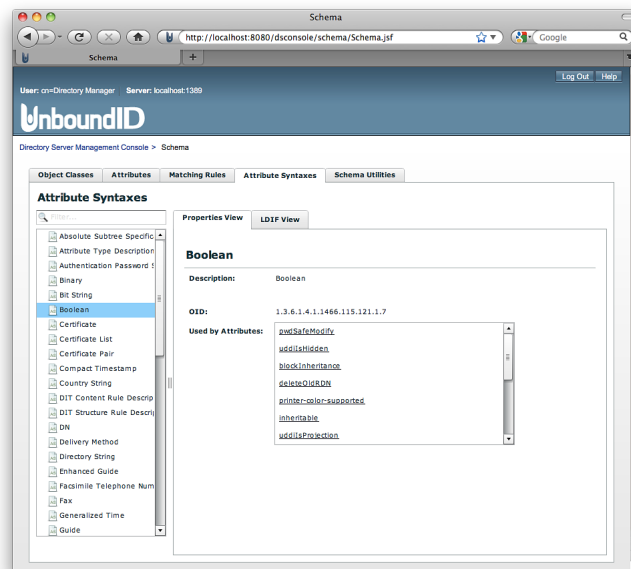 Schema
http://localhost:8080/dsconsole/schema/Schema.jsf
Google
Schema
Log Out Help
User: cn=Directory Manager Server: localhost:1389
UnboundID
Directory Server Management Console > Schema
Object Classes Attributes Matching Rules Attribute Syntaxes Schema Utilities
Attribute Syntaxes
Filter...
Absolute Subtree Specific
Attribute Type Description
Authentication Password S
Binary
Bit String
Boolean
Certificate
Certificate List
Certificate Pair
Compact Timestamp
Country String
DIT Content Rule Descrip
DIT Structure Rule Descrip
DN
Delivery Method
Directory String
Enhanced Guide
Facsimile Telephone Num
Fax
Generalized Time
Guide
Properties View LDIF View
Boolean
Description: Boolean
OID: 1.3.6.1.4.1.1466.115.121.1.7
Used by Attributes: pwdSafeModify
uddiIsHidden
blockInheritance
deleteOldRDN
printer-color-supported
inheritable
uddiIsProjection